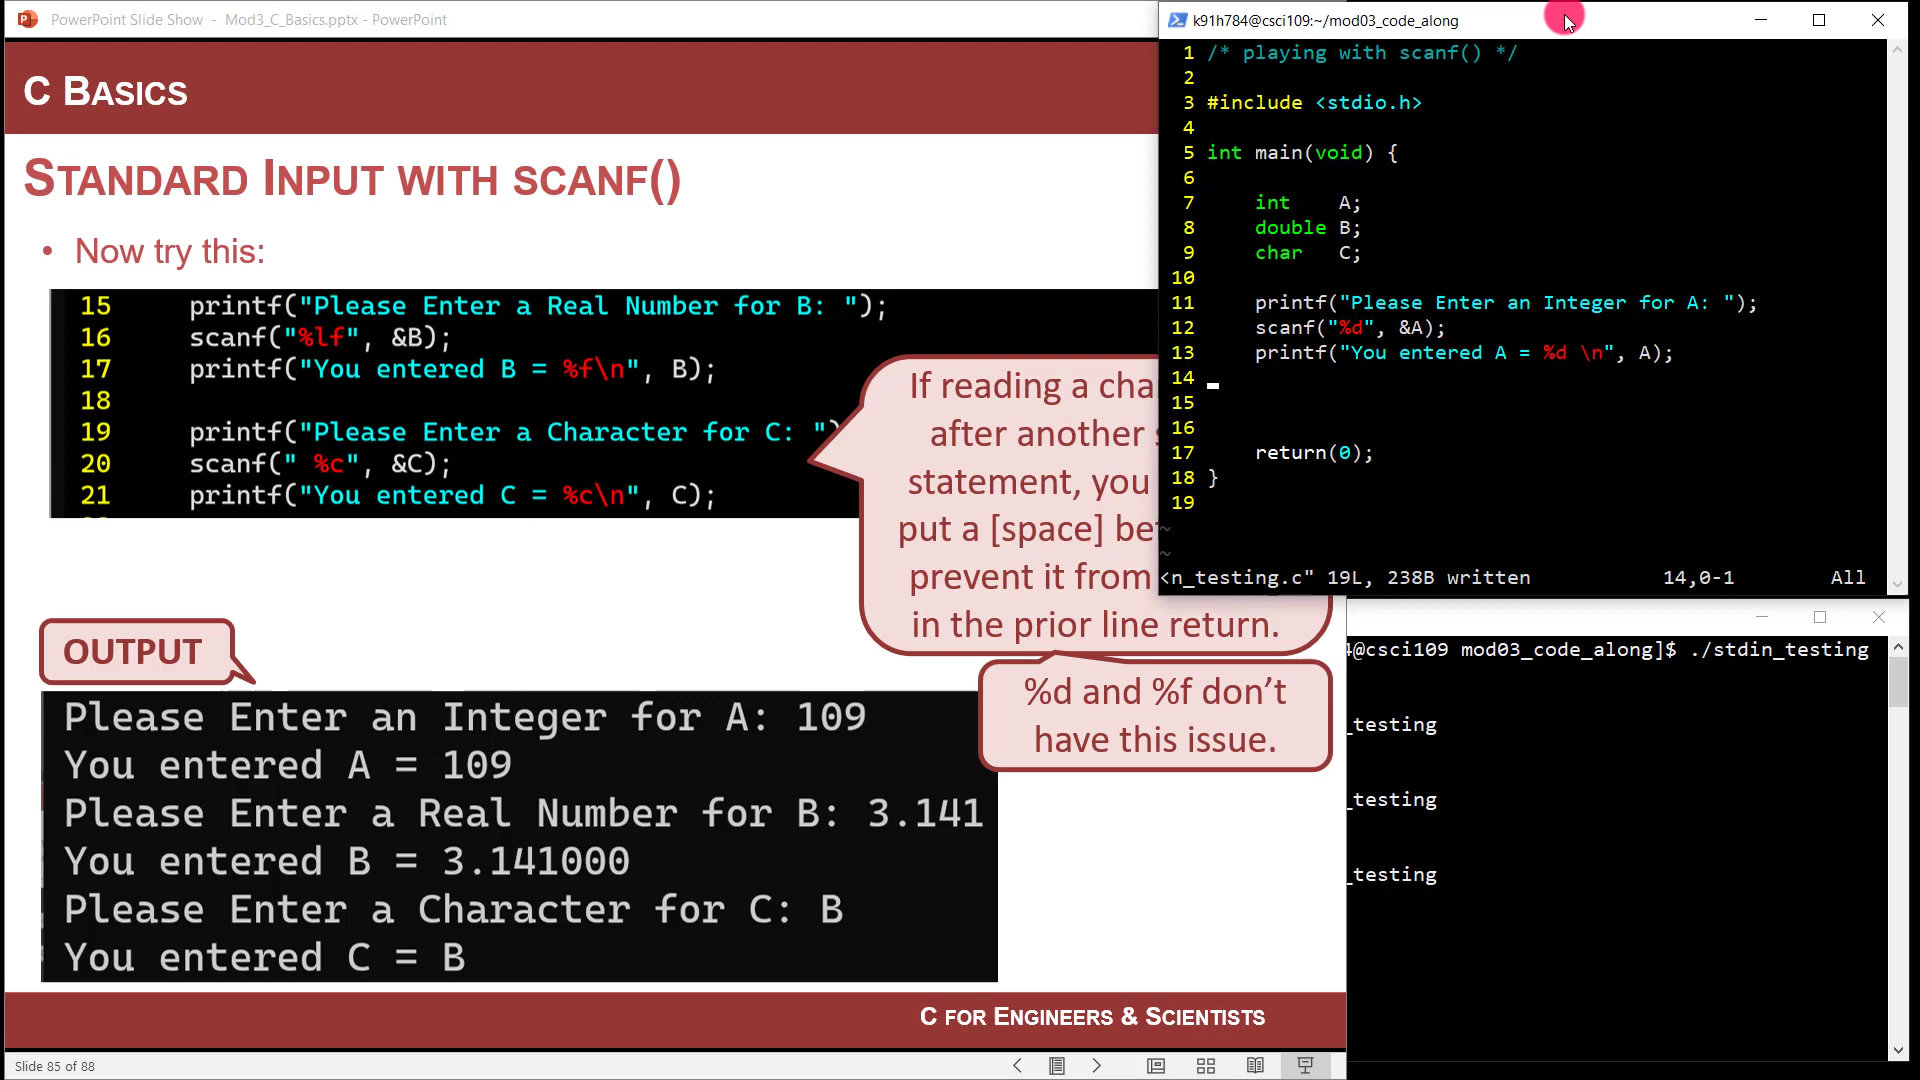 PowerPoint Slide Show - Mod3_C_Basics.pptx - PowerPoint
C BASICS
STANDARD INPUT WITH SCANF()
• Now try this:
15 printf("Please Enter a Real Number for B: ");
16 scanf("%lf", &B);
17 printf("You entered B = %f\n", B);
18
19 printf("Please Enter a Character for C: ")
20 scanf(" %c", &C);
21 printf("You entered C = %c\n", C);
If reading a cha
after another
statement, you
put a [space] be
prevent it from
in the prior line return.
%d and %f don’t
have this issue.
OUTPUT
Please Enter an Integer for A: 109
You entered A = 109
Please Enter a Real Number for B: 3.141
You entered B = 3.141000
Please Enter a Character for C: B
You entered C = B
C FOR ENGINEERS & SCIENTISTS
Slide 85 of 88
k91h784@csci109:~/mod03_code_along
1 /* playing with scanf() */
2
3 #include <stdio.h>
4
5 int main(void) {
6
7 int A;
8 double B;
9 char C;
10
11 printf("Please Enter an Integer for A: ");
12 scanf("%d", &A);
13 printf("You entered A = %d \n", A);
14
15
16
17 return(0);
18 }
19
~
~
<n_testing.c" 19L, 238B written 14,0-1 All
4@csci109 mod03_code_along]$ ./stdin_testing
_testing
_testing
_testing